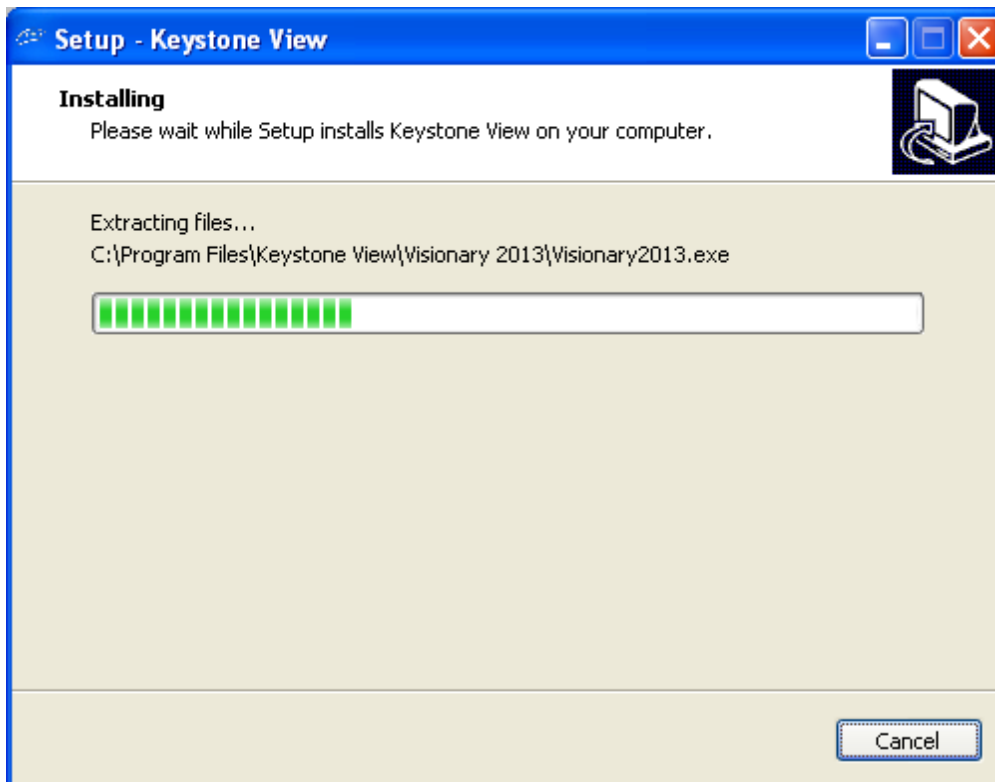 Setup - Keystone View
Installing
Please wait while Setup installs Keystone View on your computer.
Extracting files...
C:\Program Files\Keystone View\Visionary 2013\Visionary2013.exe
Cancel